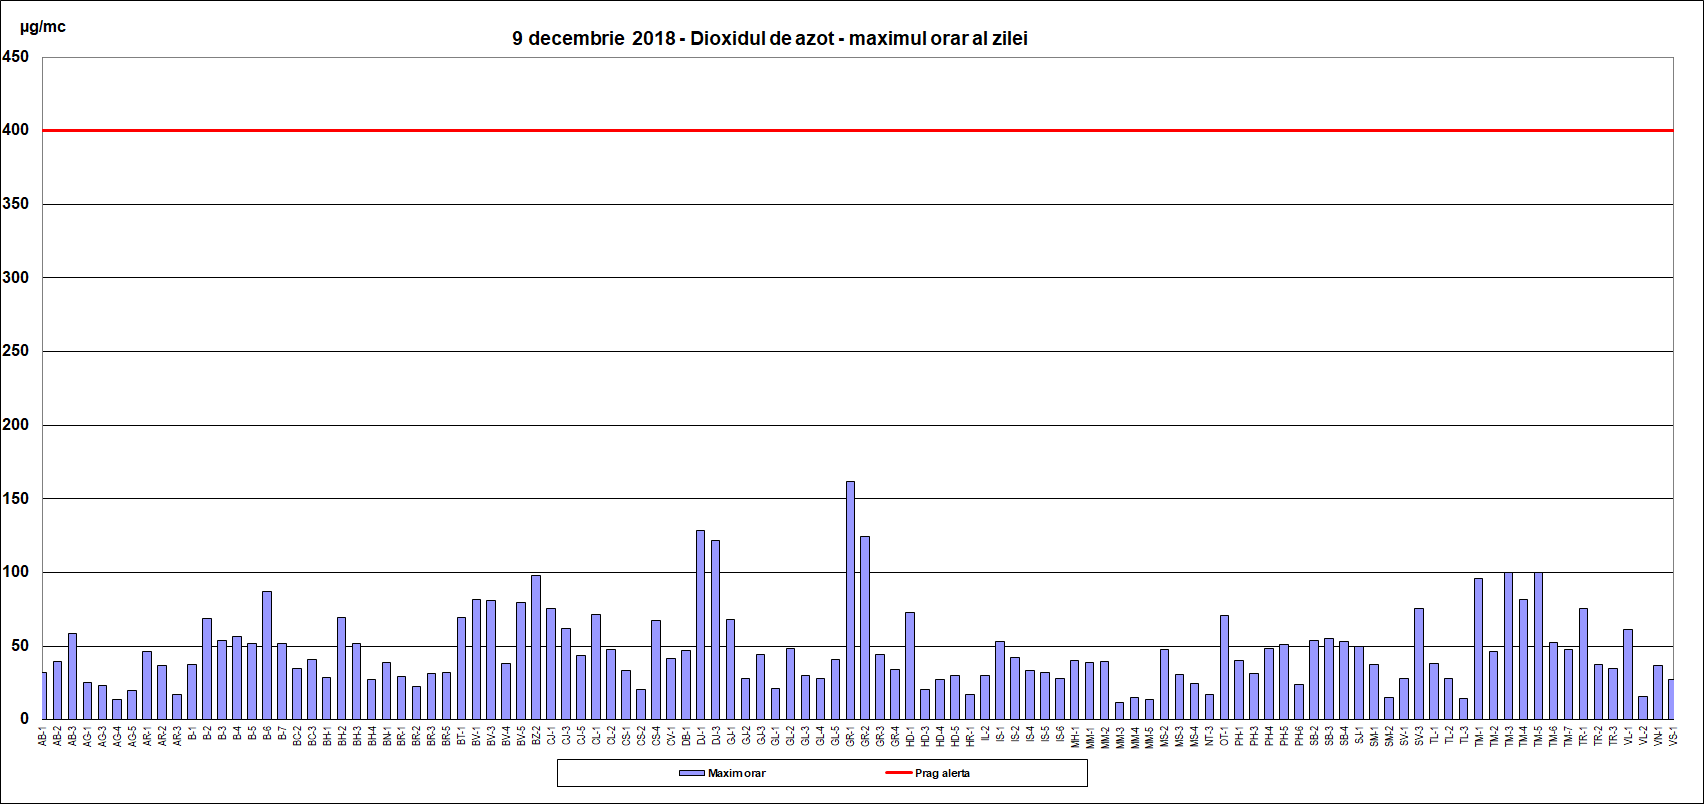 µg/mc
9 decembrie 2018 - Dioxidul de azot - maximul orar al zilei
450
400
350
300
250
200
150
100
50
0
AB-1 AB-2 AB-3 AG-1 AG-3 AG-4 AG-5 AR-1 AR-2 AR-3 B-1 B-2 B-3 B-4 B-5 B-6 B-7 BC-2 BC-3 BH-1 BH-2 BH-3 BH-4 BN-1 BR-1 BR-2 BR-3 BR-5 BT-1 BV-1 BV-3 BV-4 BV-5 BZ-2 CJ-1 CJ-3 CJ-5 CL-1 CL-2 CS-1 CS-2 CS-4 CV-1 DB-1 DJ-1 DJ-3 GJ-1 GJ-2 GJ-3 GL-1 GL-2 GL-3 GL-4 GL-5 GR-1 GR-2 GR-3 GR-4 HD-1 HD-3 HD-4 HD-5 HR-1 IL-2 IS-1 IS-2 IS-4 IS-5 IS-6 MH-1 MM-1 MM-2 MM-3 MM-4 MM-5 MS-2 MS-3 MS-4 NT-3 OT-1 PH-1 PH-3 PH-4 PH-5 PH-6 SB-2 SB-3 SB-4 SJ-1 SM-1 SM-2 SV-1 SV-3 TL-1 TL-2 TL-3 TM-1 TM-2 TM-3 TM-4 TM-5 TM-6 TM-7 TR-1 TR-2 TR-3 VL-1 VL-2 VN-1 VS-1
Maxim orar Prag alerta